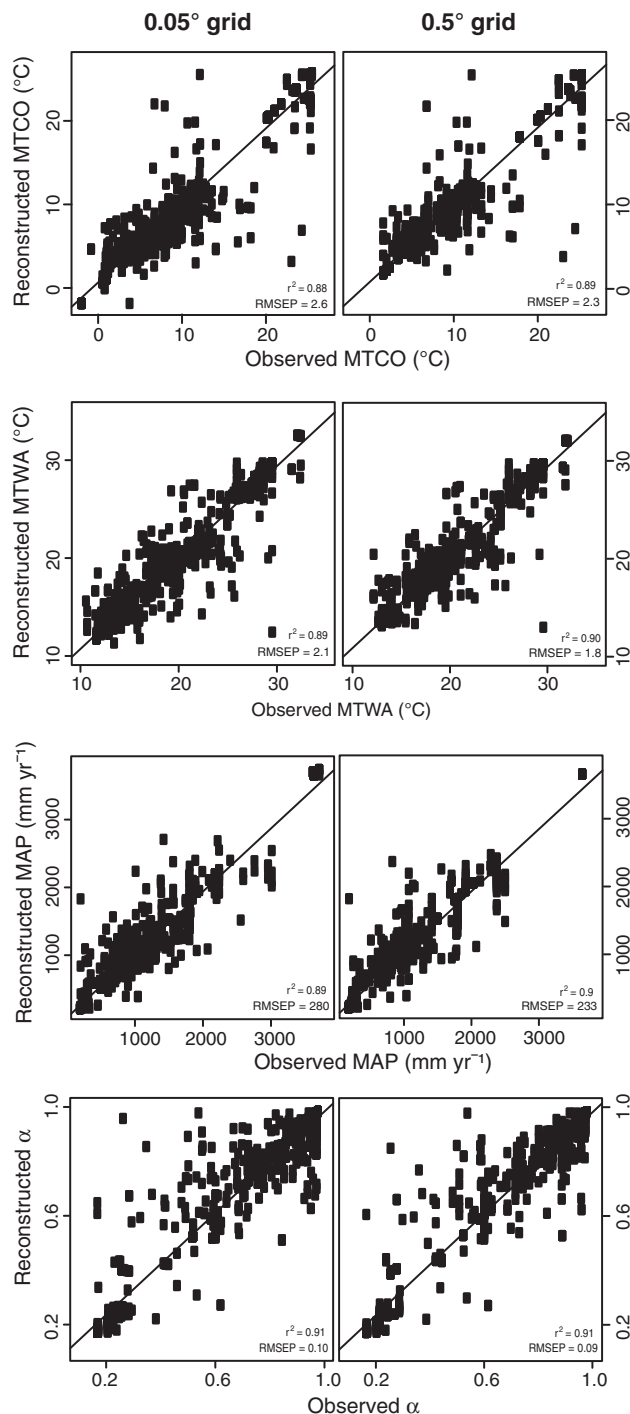 0.05° grid
0.5° grid
Reconstructed MTCO (°C)
20
10
0
r² = 0.88
RMSEP = 2.6
r² = 0.89
RMSEP = 2.3
20
10
0
0
10
20
0
10
20
Observed MTCO (°C)
Reconstructed MTWA (°C)
30
20
10
r² = 0.89
RMSEP = 2.1
r² = 0.90
RMSEP = 1.8
30
20
10
10
20
30
10
20
30
Observed MTWA (°C)
Reconstructed MAP (mm yr⁻¹)
3000
2000
1000
r² = 0.89
RMSEP = 280
r² = 0.9
RMSEP = 233
3000
2000
1000
1000
2000
3000
1000
2000
3000
Observed MAP (mm yr⁻¹)
Reconstructed α
1.0
0.6
0.2
r² = 0.91
RMSEP = 0.10
r² = 0.91
RMSEP = 0.09
1.0
0.6
0.2
0.2
0.6
1.0
0.2
0.6
1.0
Observed α